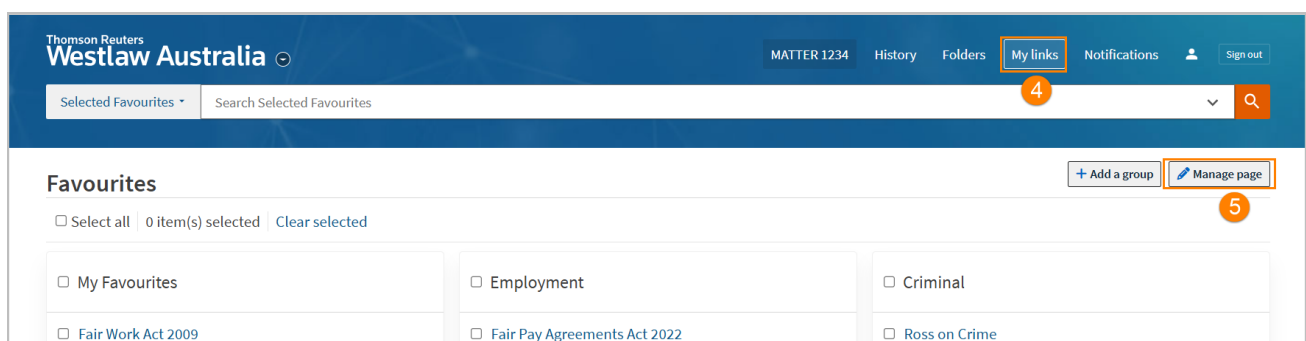 Thomson Reuters
Westlaw Australia
MATTER 1234 History Folders My links Notifications Sign out
4
Selected Favourites Search Selected Favourites
Favourites
+ Add a group Manage page
5
Select all 0 item(s) selected Clear selected
My Favourites Employment Criminal
Fair Work Act 2009 Fair Pay Agreements Act 2022 Ross on Crime